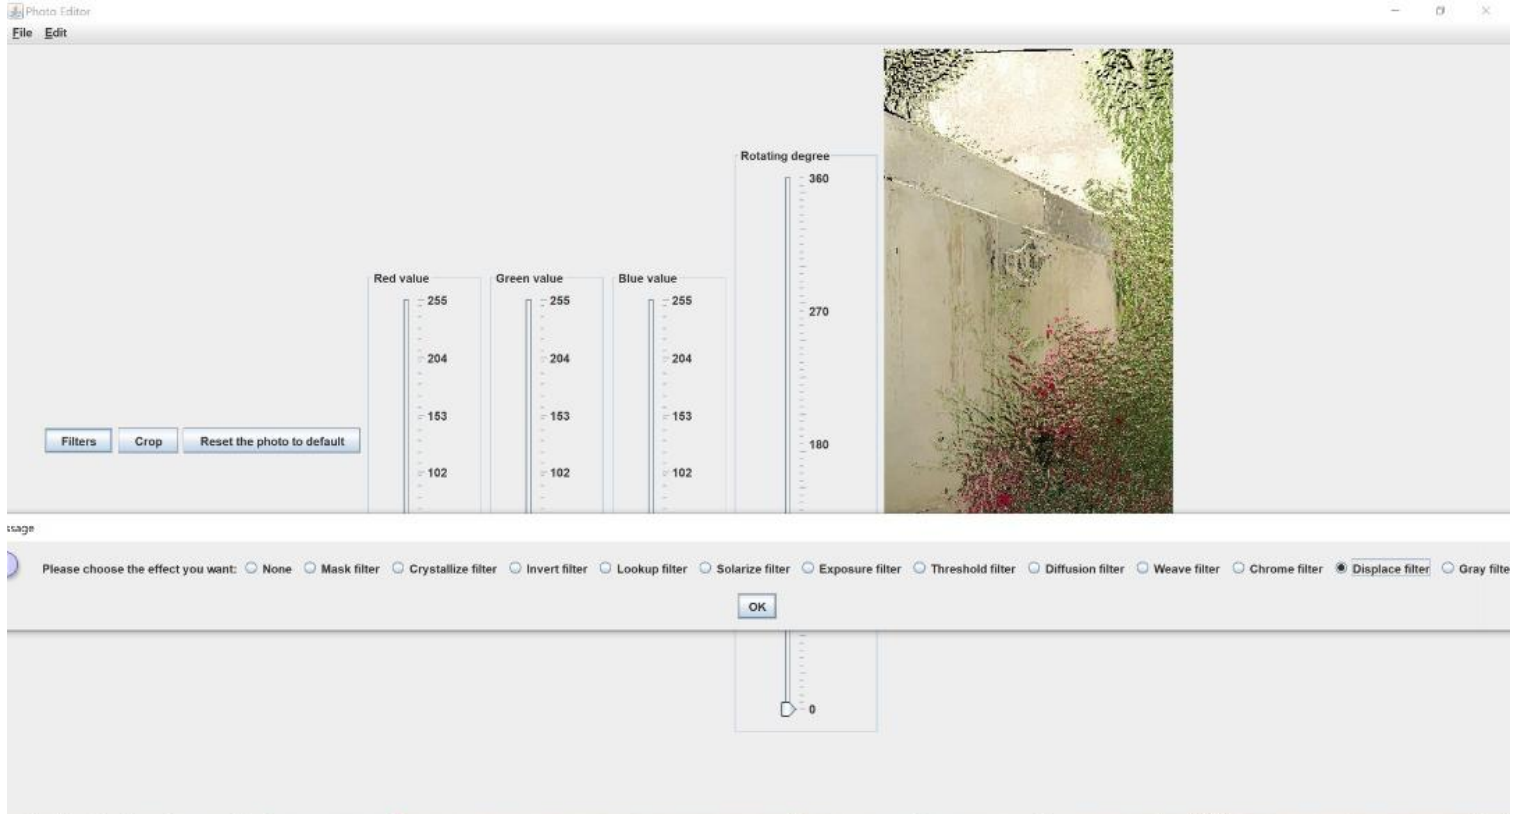 Photo Editor
File Edit
Rotating degree
360
270
180
0
Red value
255
204
153
102
Green value
255
204
153
102
Blue value
255
204
153
102
Filters Crop Reset the photo to default
ssage
Please choose the effect you want: None Mask filter Crystallize filter Invert filter Lookup filter Solarize filter Exposure filter Threshold filter Diffusion filter Weave filter Chrome filter Displace filter Gray filte
OK